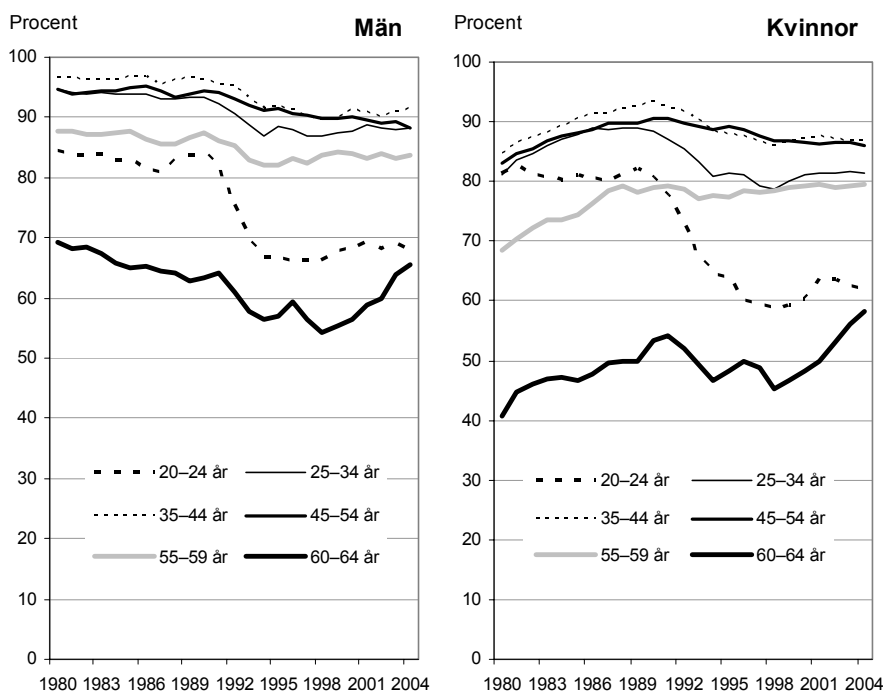 Procent
Män
100
90
80
70
60
50
40
30
20
10
0
20–24 år
25–34 år
35–44 år
45–54 år
55–59 år
60–64 år
1980 1983 1986 1989 1992 1995 1998 2001 2004
Procent
Kvinnor
100
90
80
70
60
50
40
30
20
10
0
20–24 år
25–34 år
35–44 år
45–54 år
55–59 år
60–64 år
1980 1983 1986 1989 1992 1995 1998 2001 2004